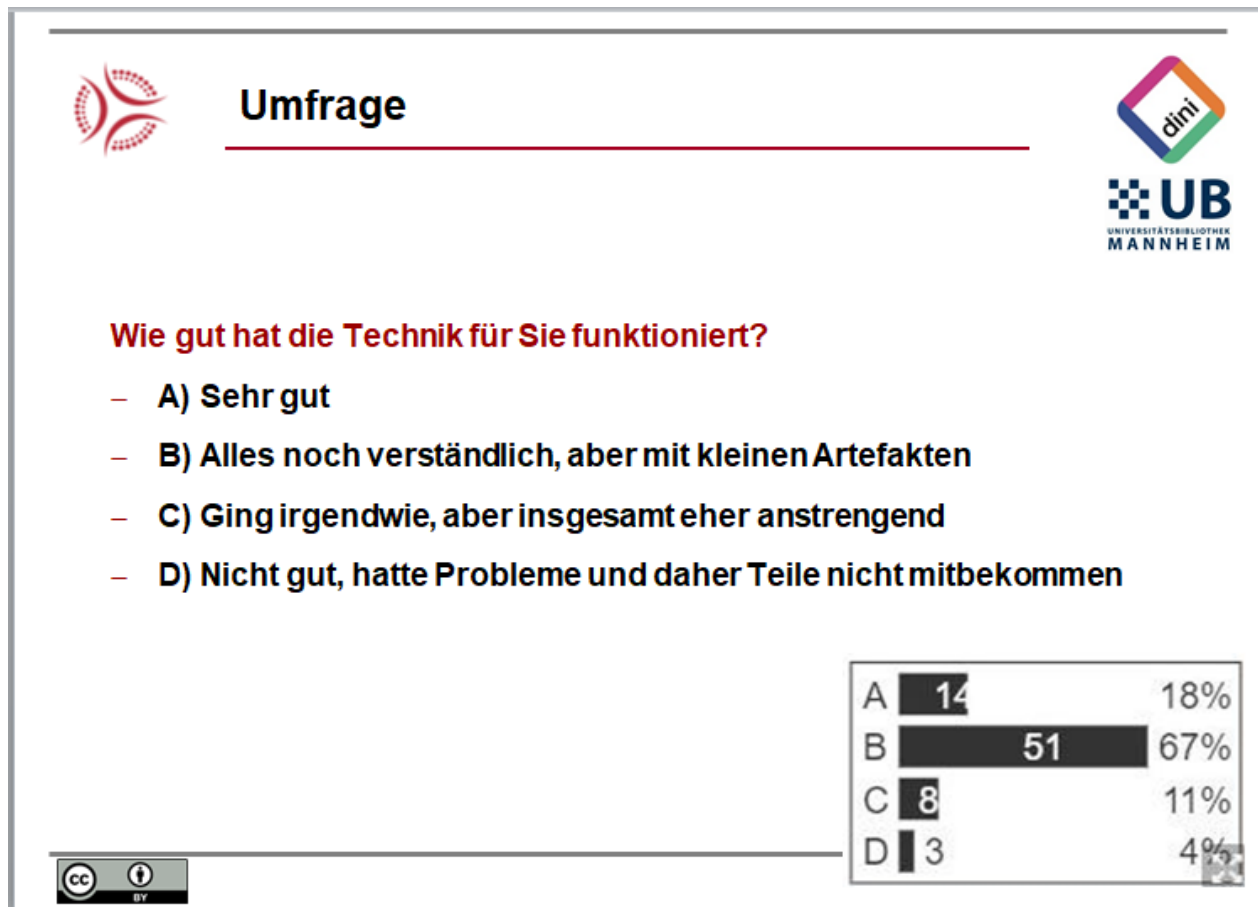 Umfrage
dini
UB
UNIVERSITÄTSBIBLIOTHEK
MANNHEIM
Wie gut hat die Technik für Sie funktioniert?
– A) Sehr gut
– B) Alles noch verständlich, aber mit kleinen Artefakten
– C) Ging irgendwie, aber insgesamt eher anstrengend
– D) Nicht gut, hatte Probleme und daher Teile nicht mitbekommen
A 14 18%
B 51 67%
C 8 11%
D 3 4%
cc BY